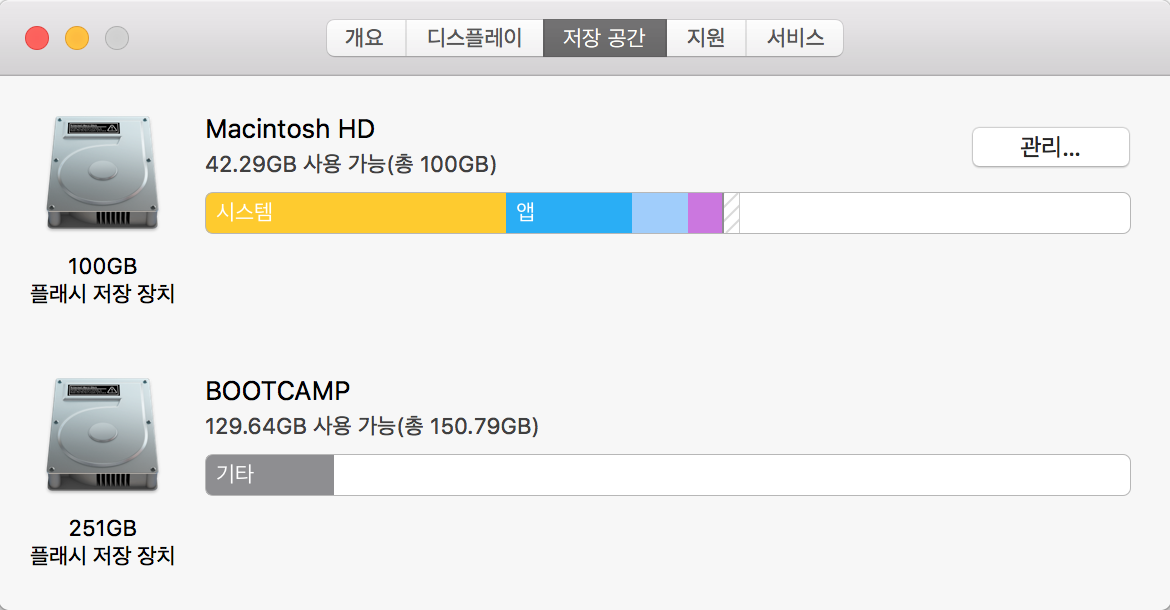 개요 디스플레이 저장 공간 지원 서비스
Macintosh HD
42.29GB 사용 가능(총 100GB)
관리...
시스템 앱
100GB
플래시 저장 장치
BOOTCAMP
129.64GB 사용 가능(총 150.79GB)
기타
251GB
플래시 저장 장치